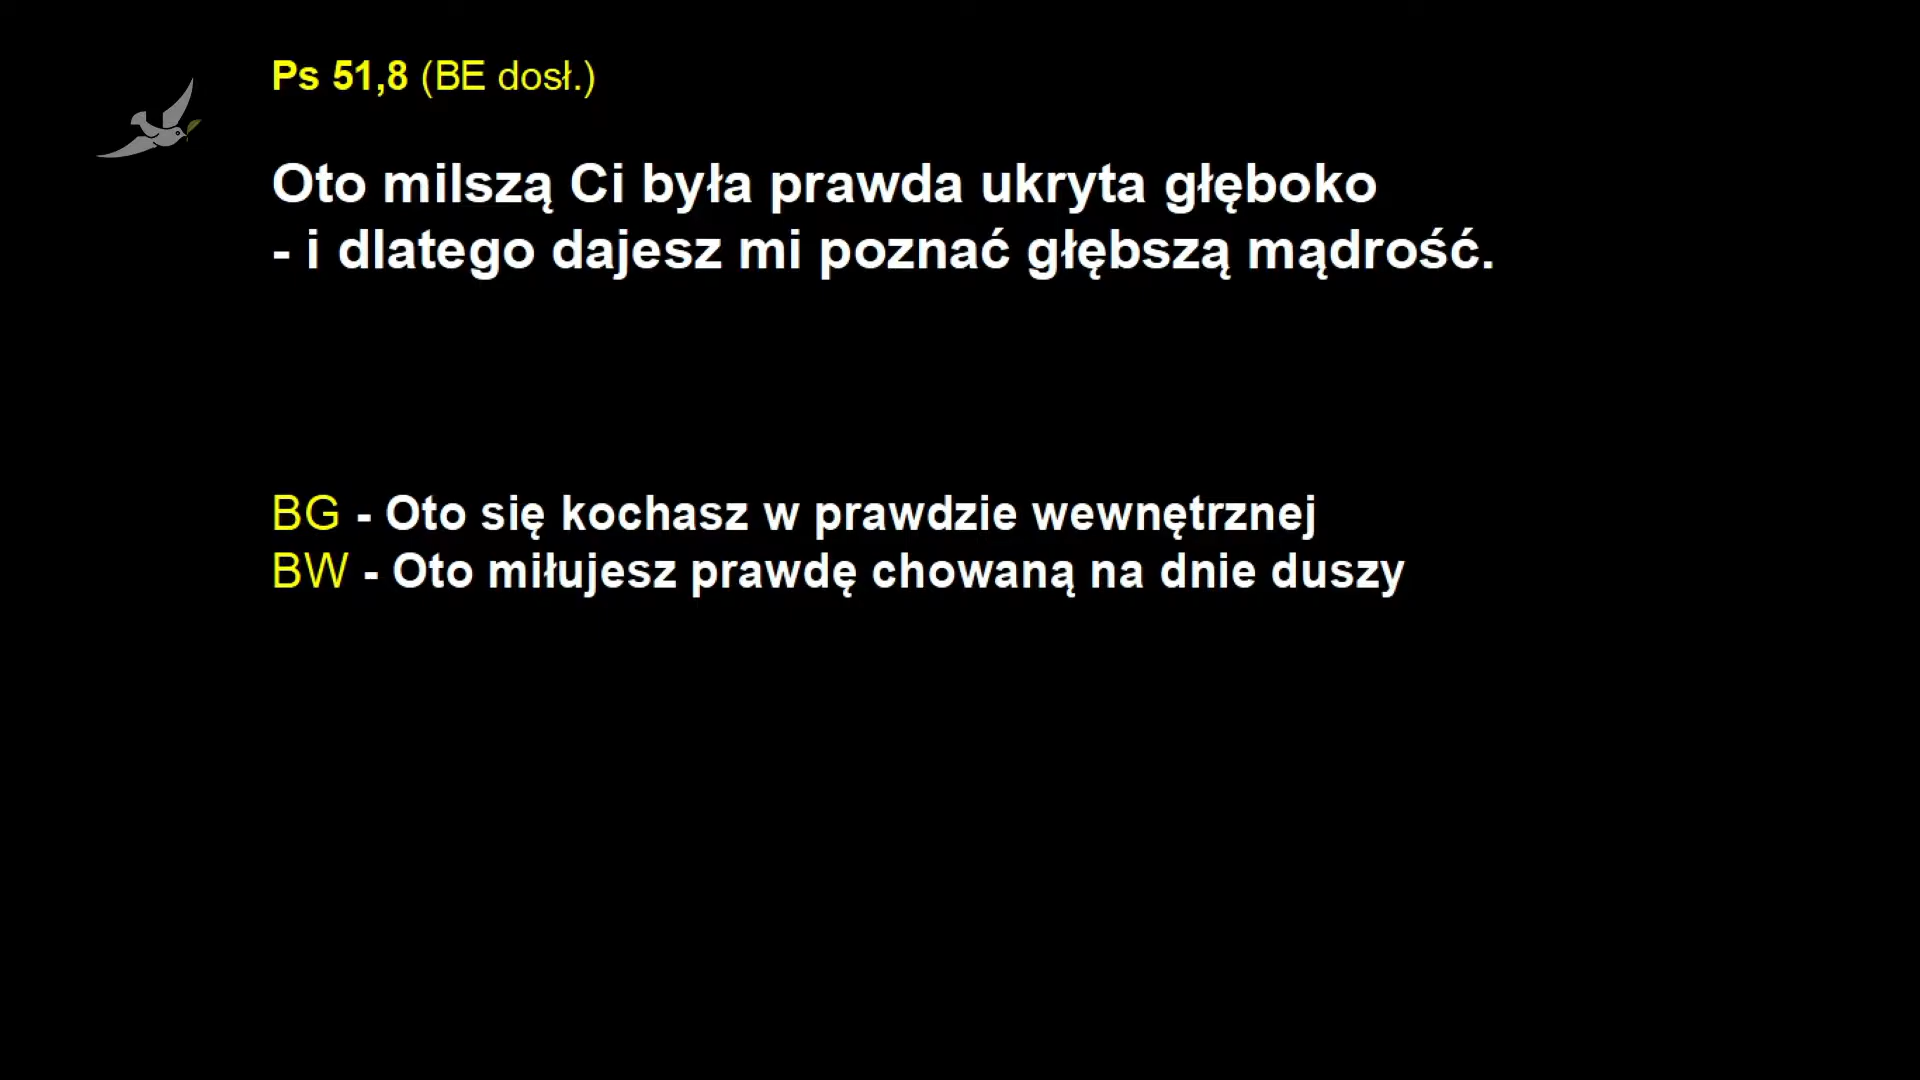 Ps 51,8 (BE dosł.)
Oto milszą Ci była prawda ukryta głęboko
- i dlatego dajesz mi poznać głębszą mądrość.
BG - Oto się kochasz w prawdzie wewnętrznej
BW - Oto miłujesz prawdę chowaną na dnie duszy